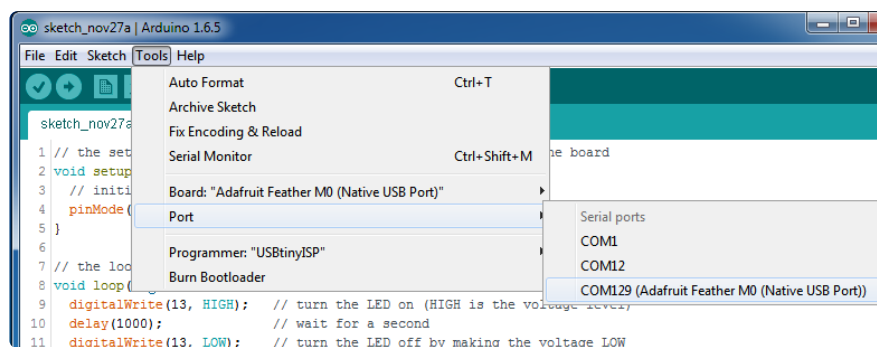 sketch_nov27a | Arduino 1.6.5
File Edit Sketch Tools Help
Auto Format Ctrl+T
Archive Sketch
sketch_nov27a
Fix Encoding & Reload
1 // the set
Serial Monitor Ctrl+Shift+M
he board
2 void setup
3 // initi
Board: "Adafruit Feather M0 (Native USB Port)"
4 pinMode(
Port
Serial ports
5 }
COM1
6
Programmer: "USBtinyISP"
COM12
7 // the loo
Burn Bootloader
COM129 (Adafruit Feather M0 (Native USB Port))
8 void loop(
9 digitalWrite(13, HIGH); // turn the LED on (HIGH is the voltage level)
10 delay(1000); // wait for a second
11 digitalWrite(13, LOW); // turn the LED off by making the voltage LOW